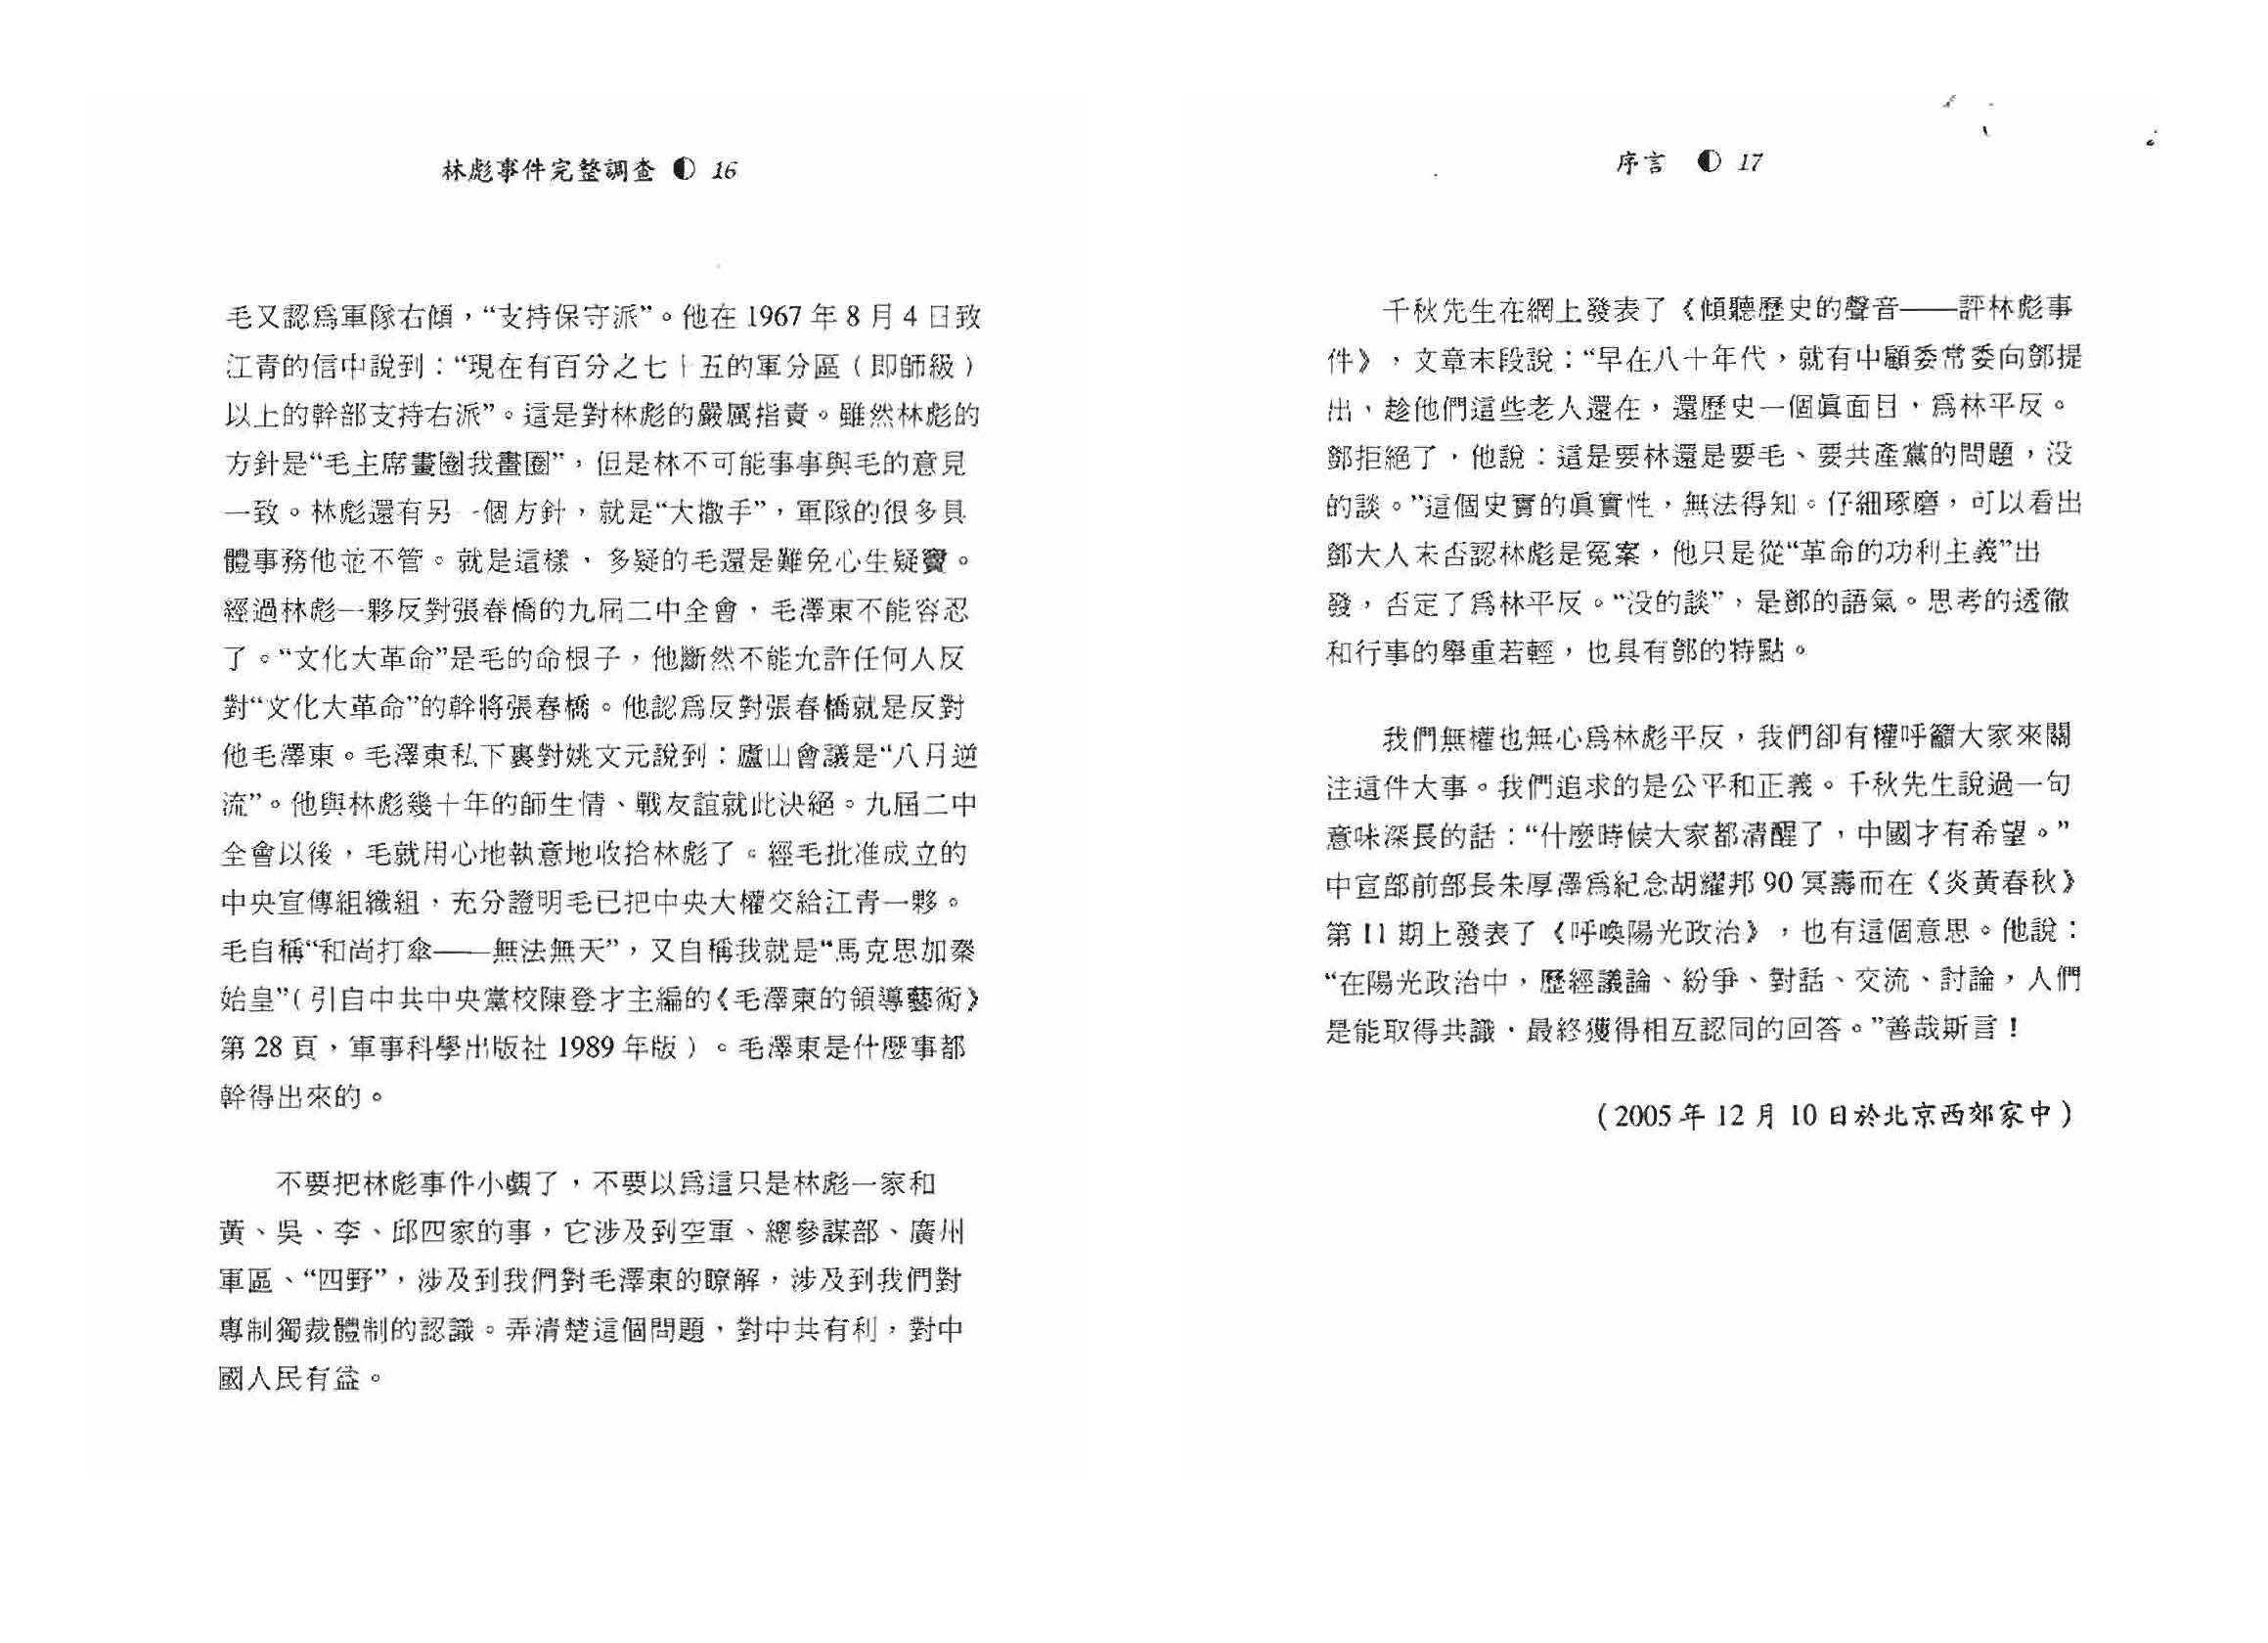 林彪事件完整調查 ◐ 16
毛又認爲軍隊右傾，“支持保守派”。他在 1967 年 8 月 4 日致
江青的信中說到：“現在有百分之七十五的軍分區（即師級）
以上的幹部支持右派”。這是對林彪的嚴厲指責。雖然林彪的
方針是“毛主席畫圈我畫圈”，但是林不可能事事與毛的意見
一致。林彪還有另一個方針，就是“大撒手”，軍隊的很多具
體事務他並不管。就是這樣，多疑的毛還是難免心生疑竇。
經過林彪一夥反對張春橋的九屆二中全會，毛澤東不能容忍
了。“文化大革命”是毛的命根子，他斷然不能允許任何人反
對“文化大革命”的幹將張春橋。他認爲反對張春橋就是反對
他毛澤東。毛澤東私下裏對姚文元說到：廬山會議是“八月逆
流”。他與林彪幾十年的師生情、戰友誼就此決絕。九屆二中
全會以後，毛就用心地執意地收拾林彪了。經毛批准成立的
中央宣傳組織組，充分證明毛已把中央大權交給江青一夥。
毛自稱“和尚打傘——無法無天”，又自稱我就是“馬克思加秦
始皇”（引自中共中央黨校陳登才主編的《毛澤東的領導藝術》
第 28 頁，軍事科學出版社 1989 年版）。毛澤東是什麼事都
幹得出來的。
不要把林彪事件小覷了，不要以爲這只是林彪一家和
黃、吳、李、邱四家的事，它涉及到空軍、總參謀部、廣州
軍區、“四野”，涉及到我們對毛澤東的瞭解，涉及到我們對
專制獨裁體制的認識。弄清楚這個問題，對中共有利，對中
國人民有益。
序言 ◐ 17
千秋先生在網上發表了《傾聽歷史的聲音——評林彪事
件》，文章末段說：“早在八十年代，就有中顧委常委向鄧提
出，趁他們這些老人還在，還歷史一個眞面目，爲林平反。
鄧拒絕了，他說：這是要林還是要毛、要共產黨的問題，没
的談。”這個史實的眞實性，無法得知。仔細琢磨，可以看出
鄧大人未否認林彪是冤案，他只是從“革命的功利主義”出
發，否定了爲林平反。“没的談”，是鄧的語氣。思考的透徹
和行事的舉重若輕，也具有鄧的特點。
我們無權也無心爲林彪平反，我們卻有權呼籲大家來關
注這件大事。我們追求的是公平和正義。千秋先生說過一句
意味深長的話：“什麼時候大家都清醒了，中國才有希望。”
中宣部前部長朱厚澤爲紀念胡耀邦 90 冥壽而在《炎黃春秋》
第 11 期上發表了《呼喚陽光政治》，也有這個意思。他說：
“在陽光政治中，歷經議論、紛爭、對話、交流、討論，人們
是能取得共識，最終獲得相互認同的回答。”善哉斯言！
（2005 年 12 月 10 日於北京西郊家中）